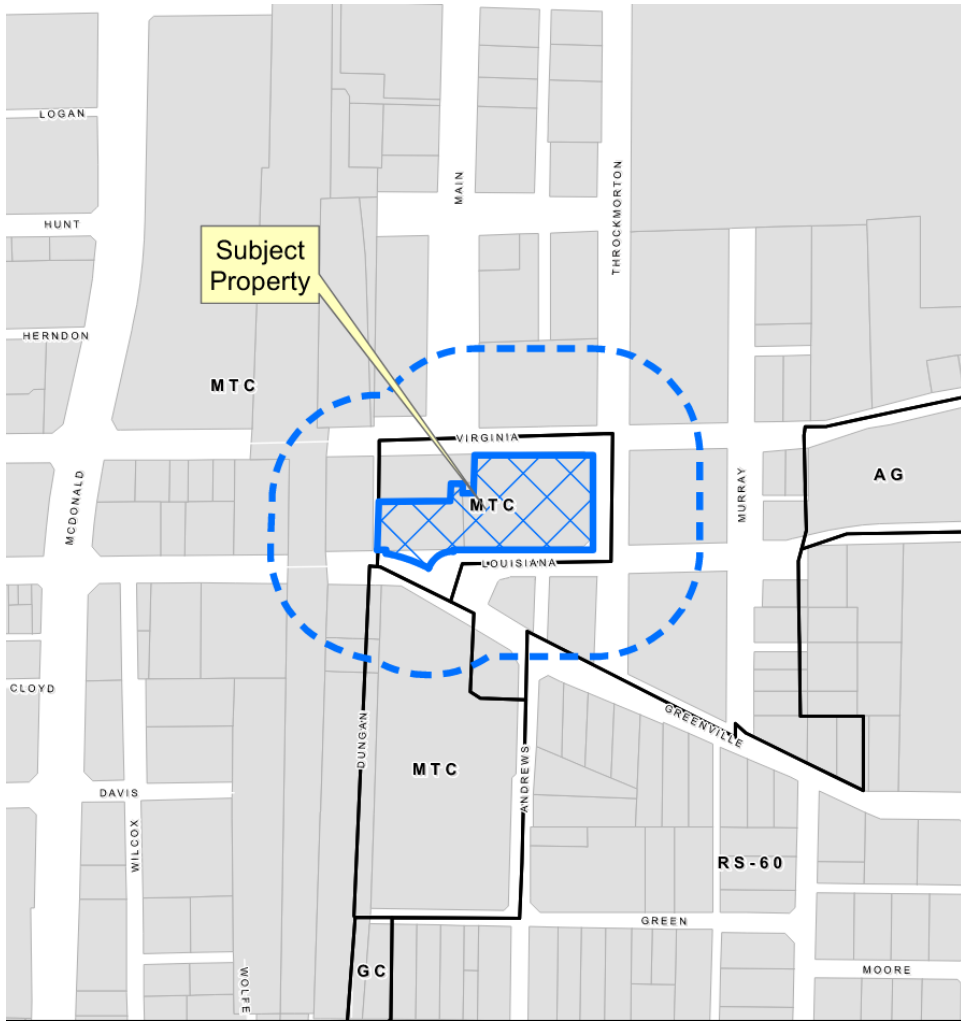 LOGAN
MAIN
THROCKMORTON
HUNT
Subject
Property
HERNDON
MTC
VIRGINIA
MCDONALD
MTC
MURRAY
AG
LOUISIANA
CLOYD
DUNGAN
GREENVILLE
MTC
ANDREWS
DAVIS
WILCOX
RS-60
GREEN
GC
WOLFE
MOORE